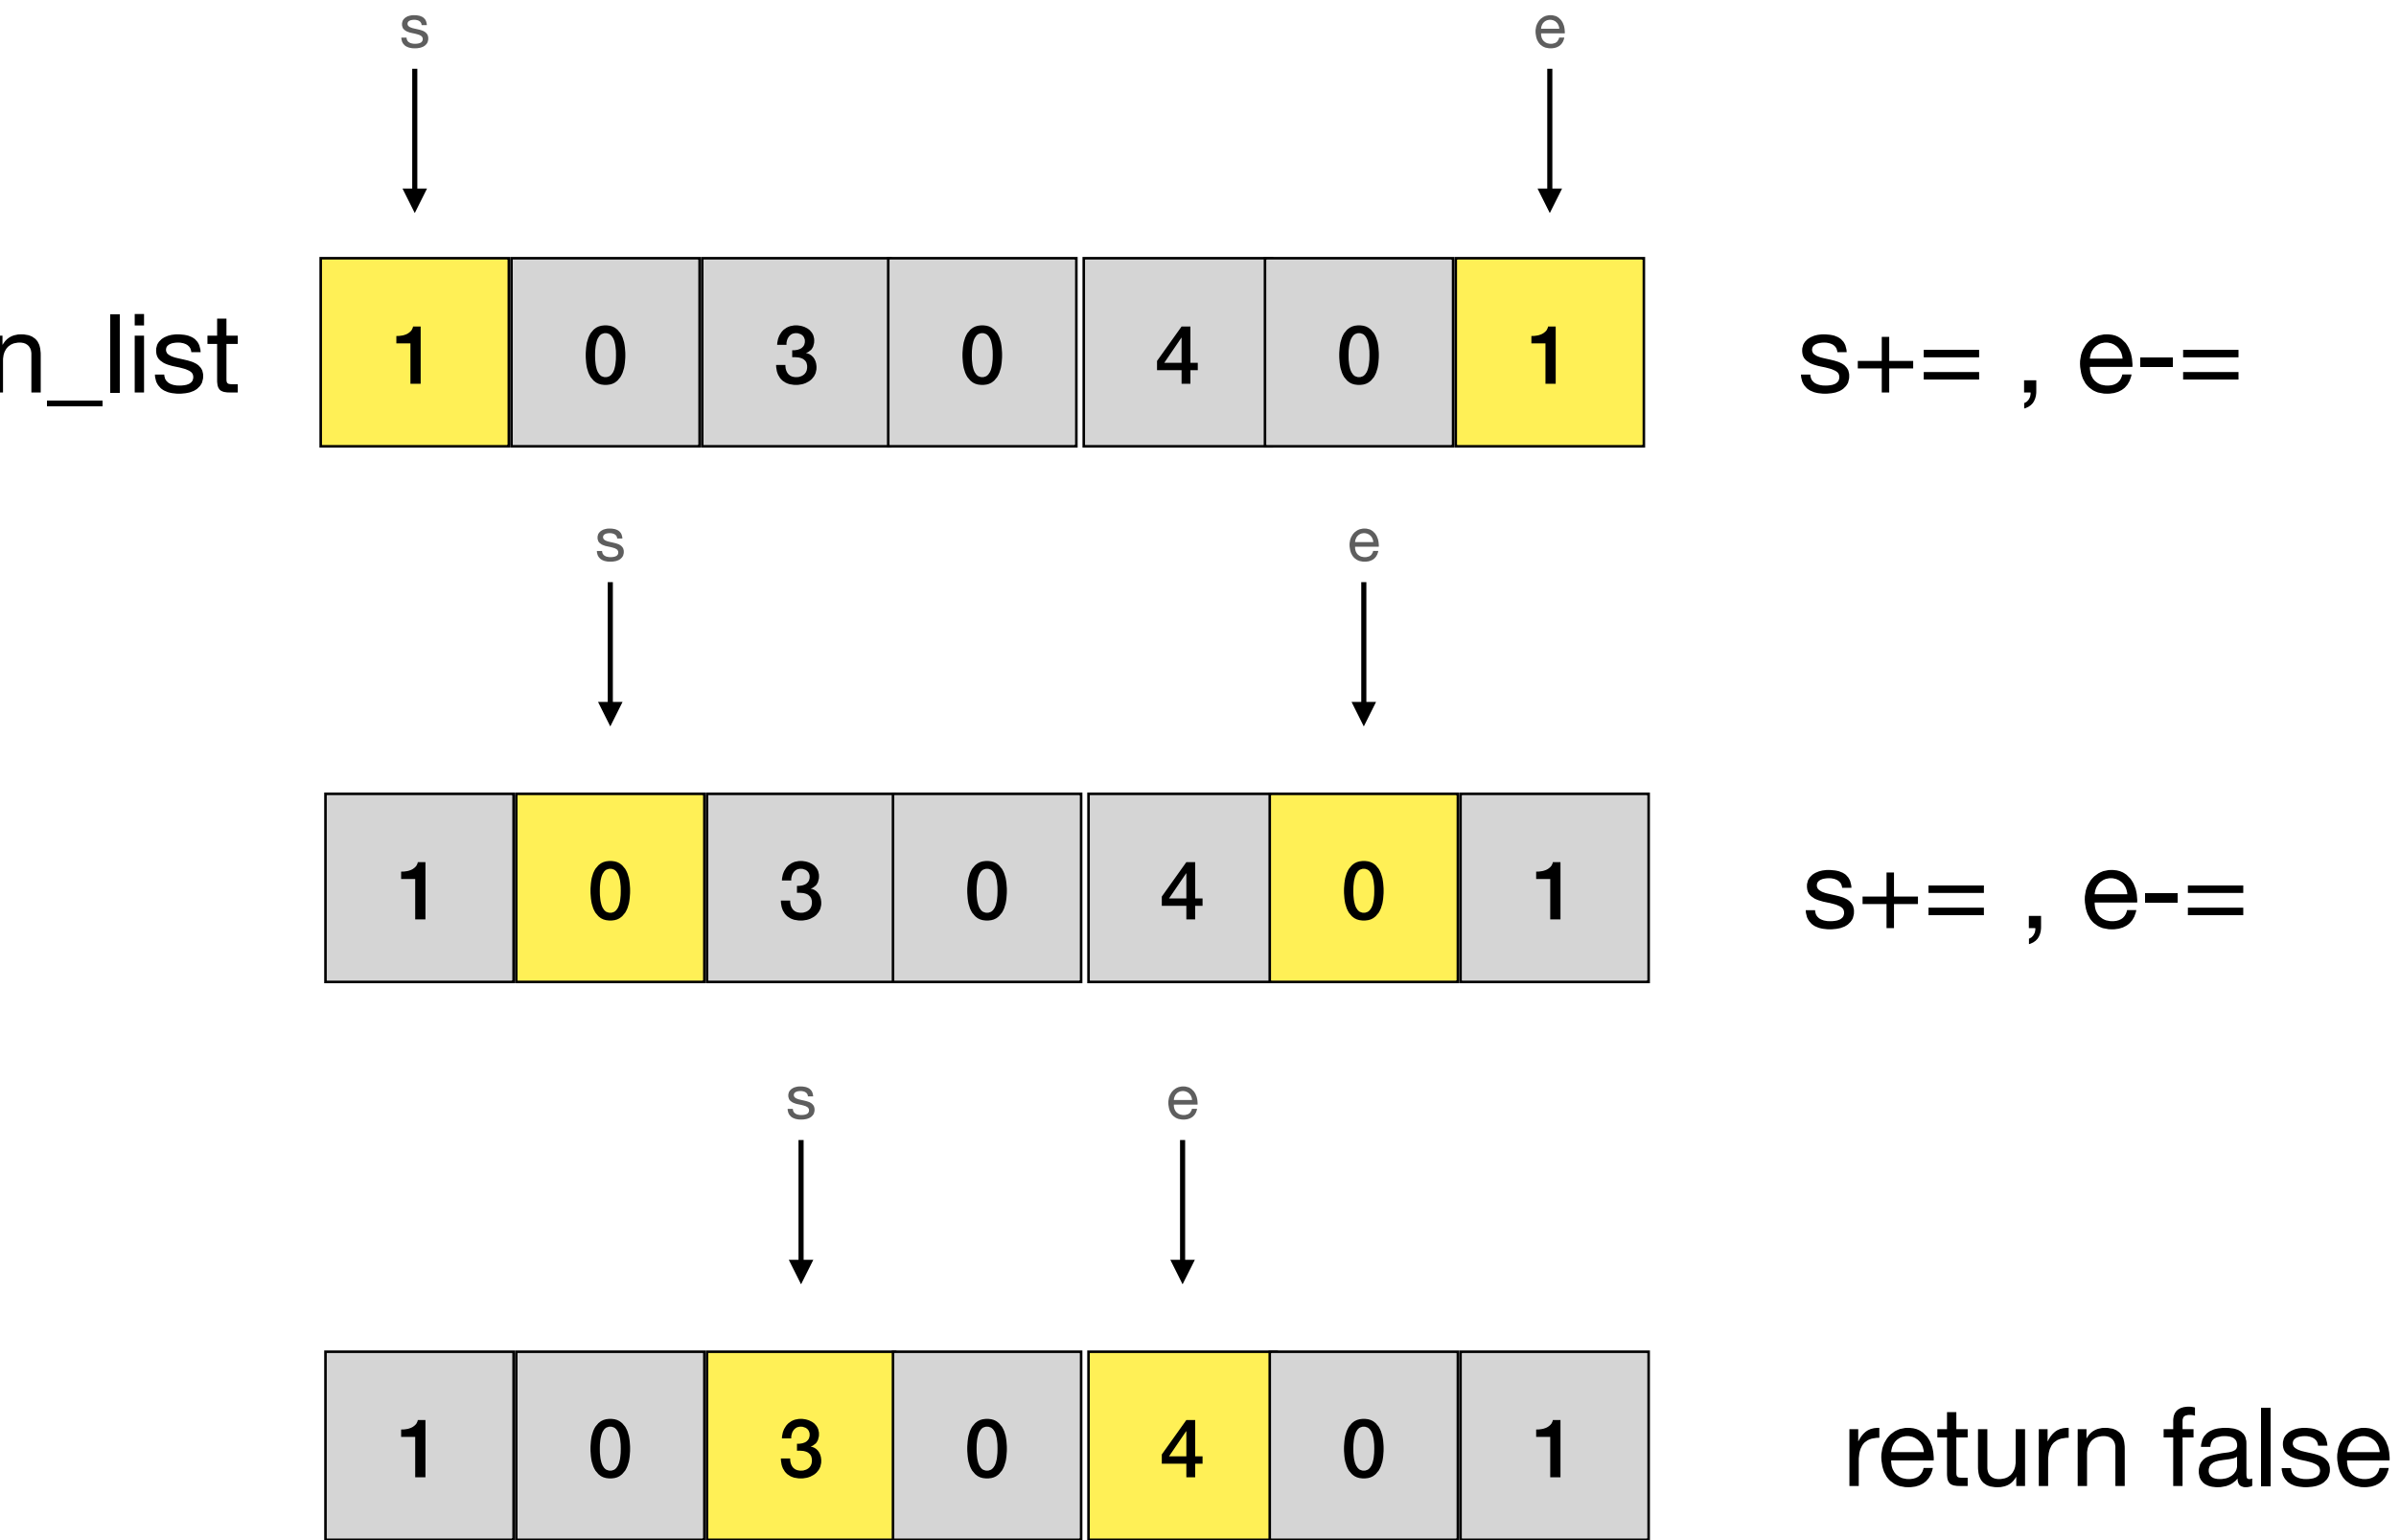 s e
n_list 1 0 3 0 4 0 1 s+= , e-=
s e
1 0 3 0 4 0 1 s+= , e-=
s e
1 0 3 0 4 0 1 return false